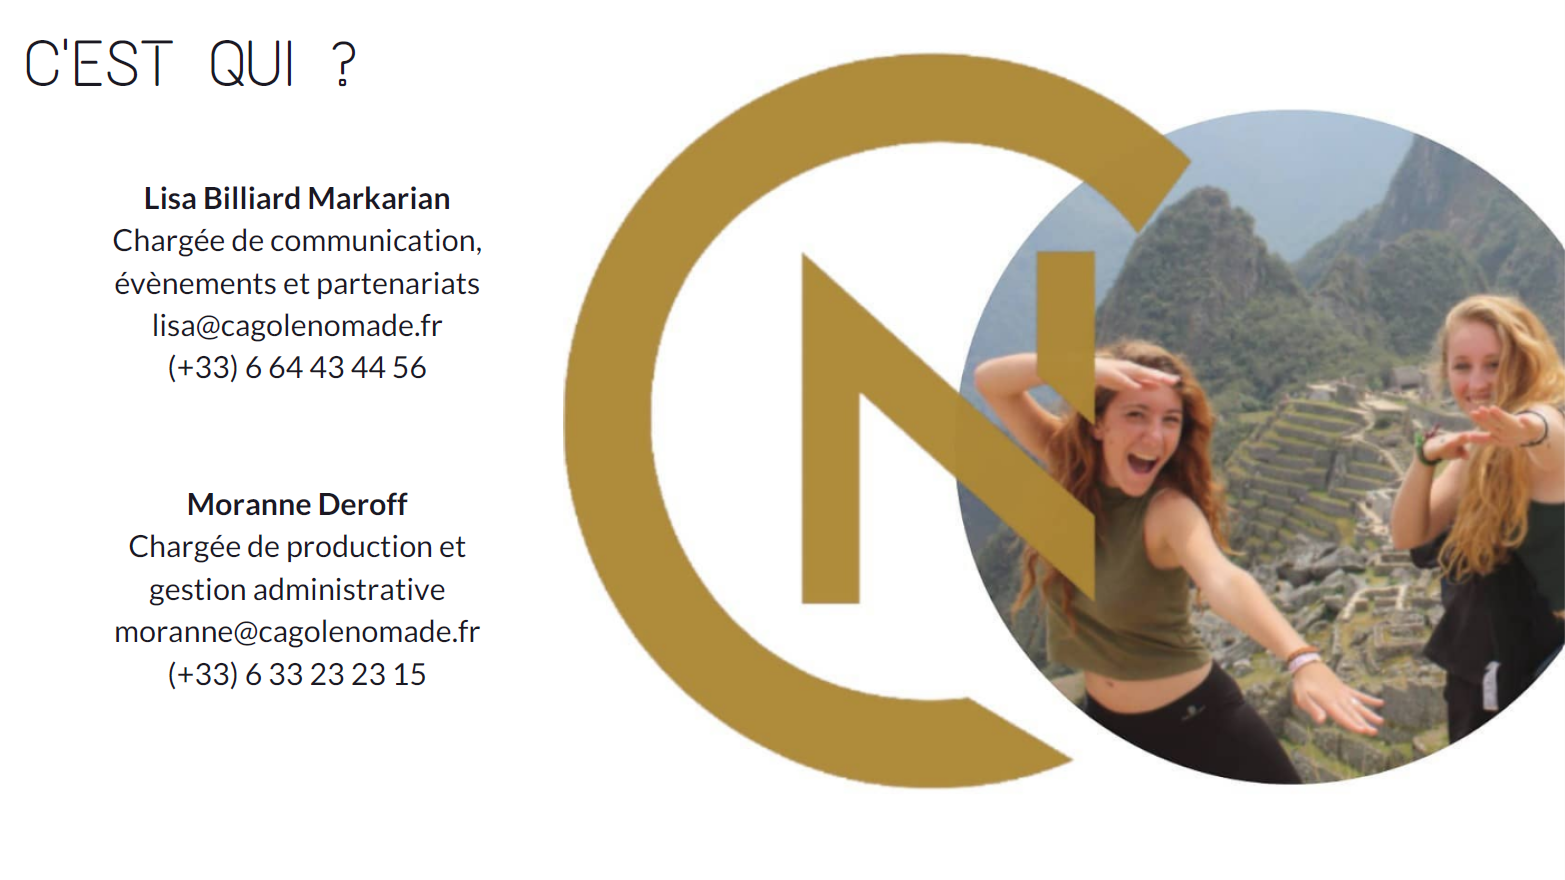 C'EST QUI ?
Lisa Billiard Markarian
Chargée de communication,
évènements et partenariats
lisa@cagolenomade.fr
(+33) 6 64 43 44 56
Moranne Deroff
Chargée de production et
gestion administrative
moranne@cagolenomade.fr
(+33) 6 33 23 23 15
CN